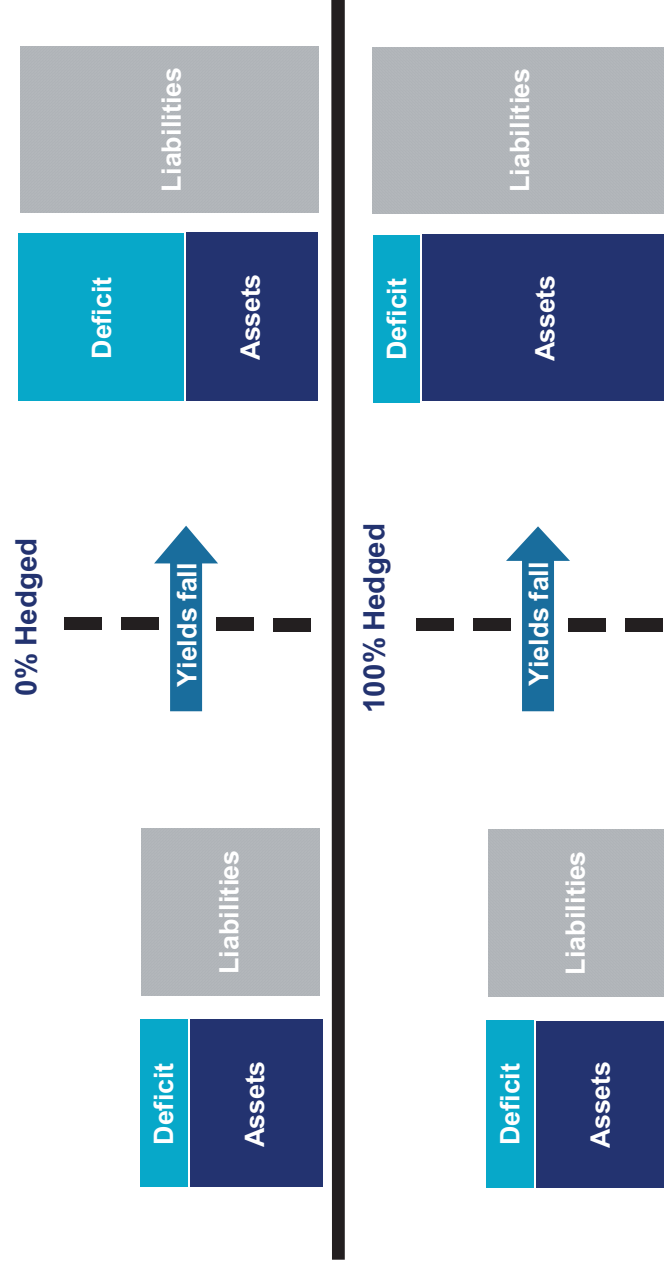 0% Hedged
Deficit
Assets
Liabilities
Yields fall
Deficit
Assets
Liabilities
100% Hedged
Deficit
Assets
Liabilities
Yields fall
Deficit
Assets
Liabilities